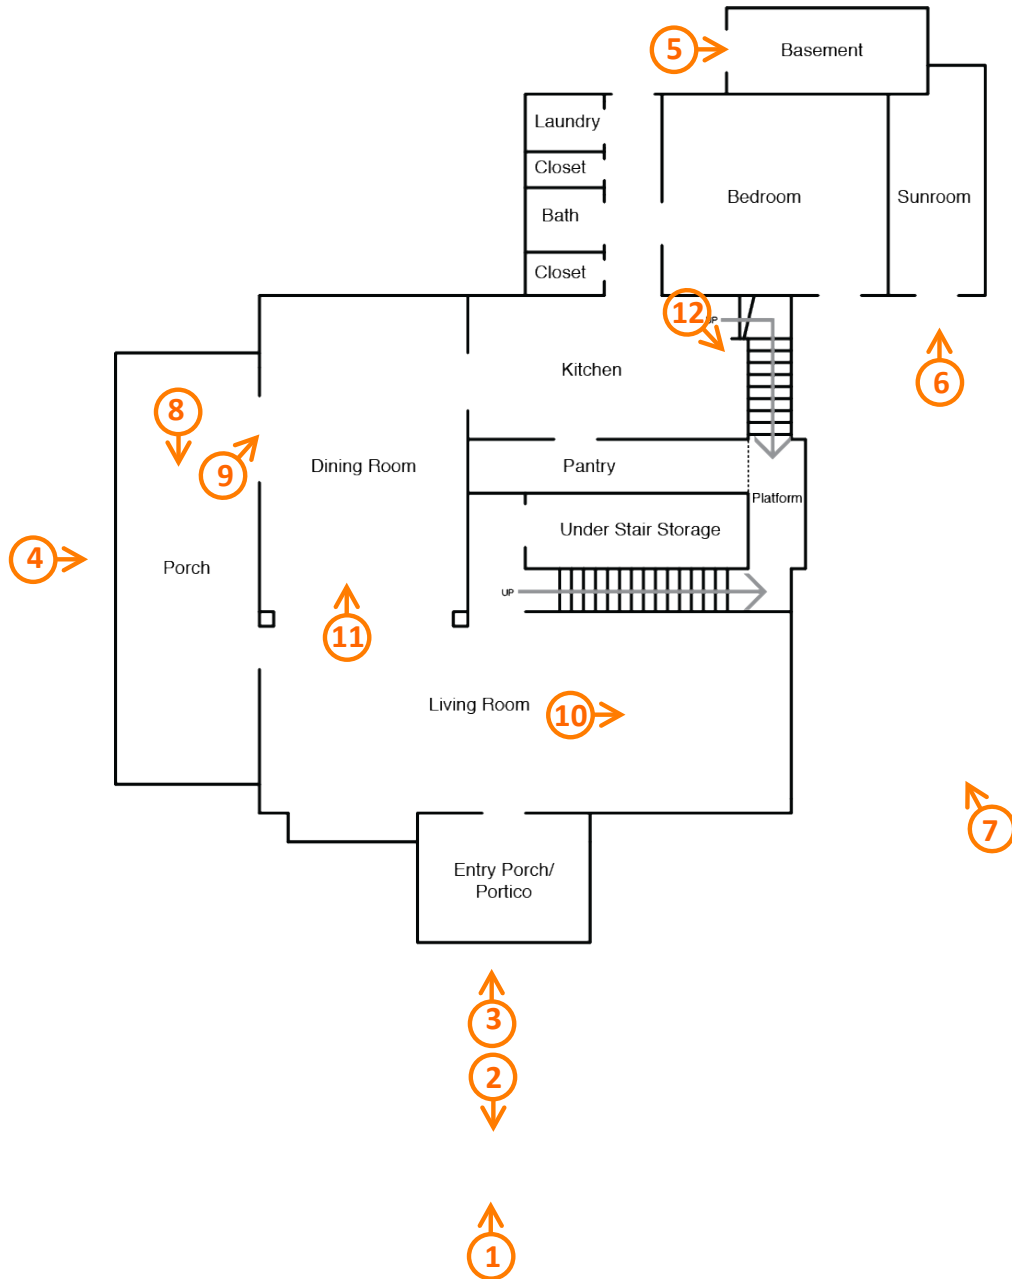 5
Basement
Laundry
Closet
Bath
Closet
Bedroom
Sunroom
12
UP
Kitchen
6
8
9
Dining Room
Pantry
Platform
4
Porch
Under Stair Storage
UP
11
Living Room
10
7
Entry Porch/
Portico
3
2
1